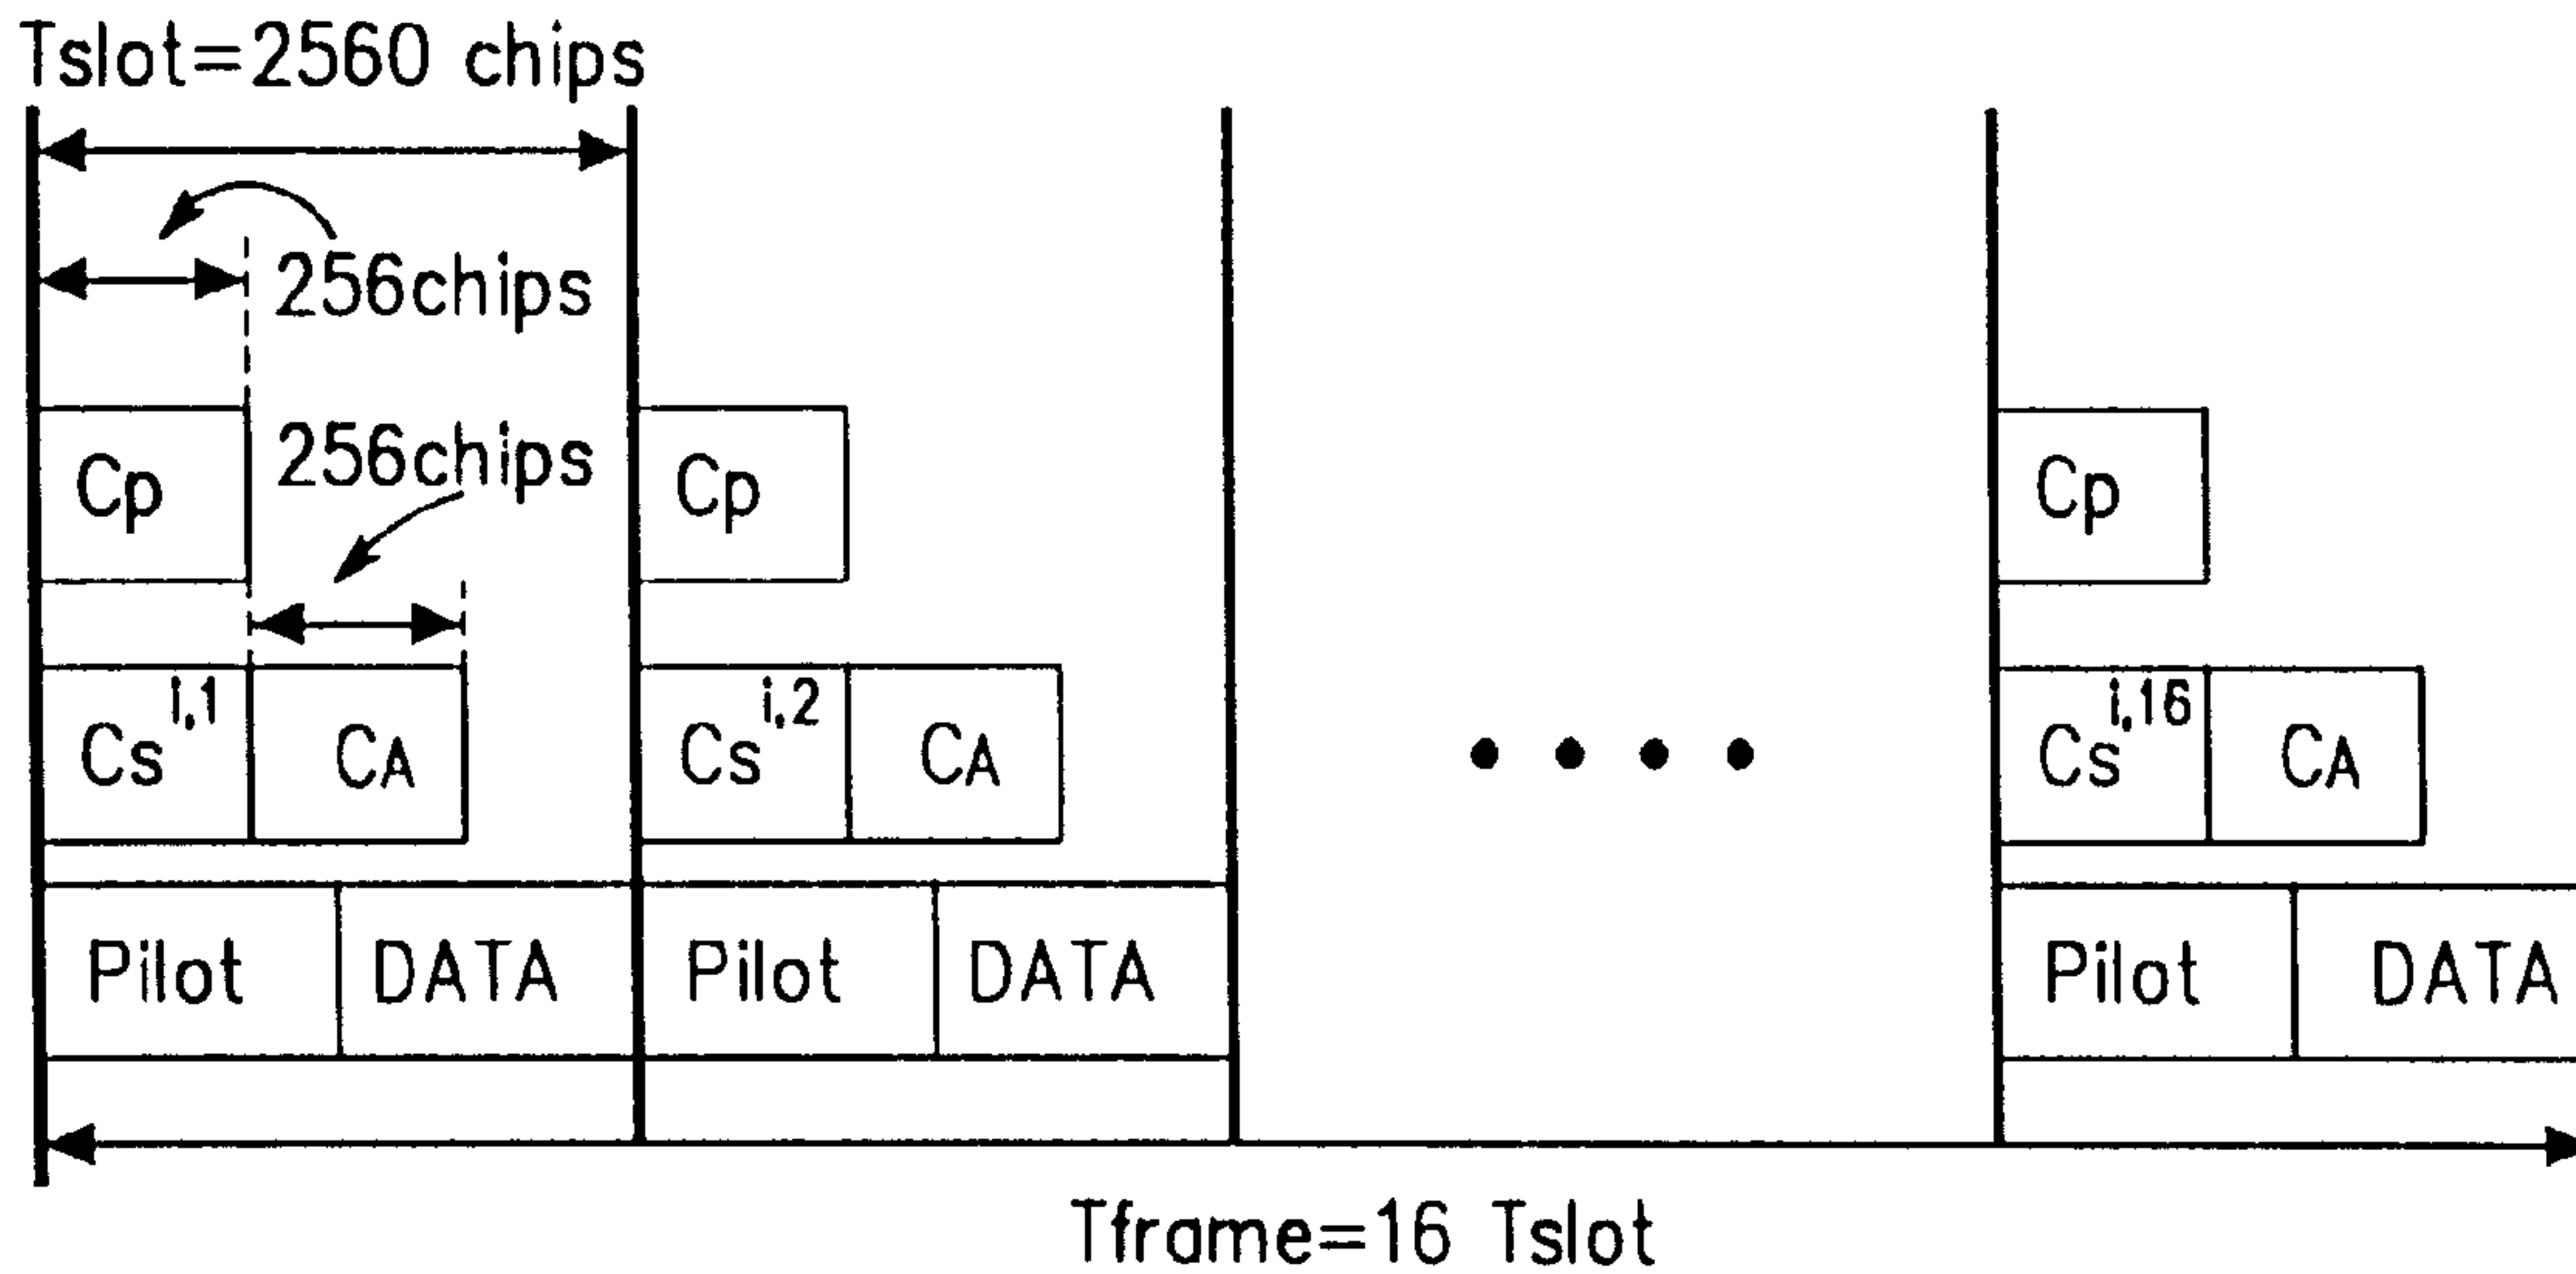 Tslot=2560 chips
256chips
Cp 256chips Cp Cp
Cs i,1 CA Cs i,2 CA Cs i,16 CA
Pilot DATA Pilot DATA Pilot DATA
Tframe=16 Tslot